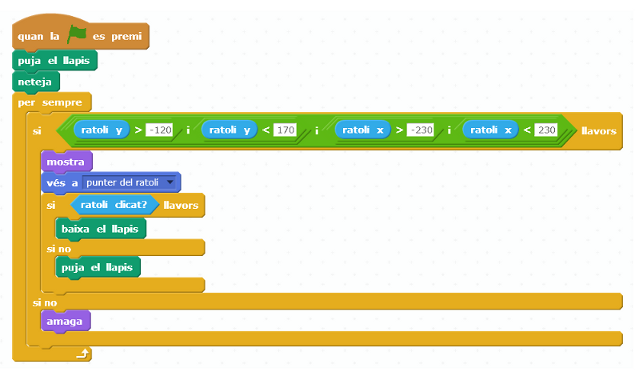 quan la es premi
puja el llapis
neteja
per sempre
si ratolí y > -120 i ratolí y < 170 i ratolí x > -230 i ratolí x < 230 llavors
mostra
vés a punter del ratolí
si ratolí clicat? llavors
baixa el llapis
si no
puja el llapis
si no
amaga